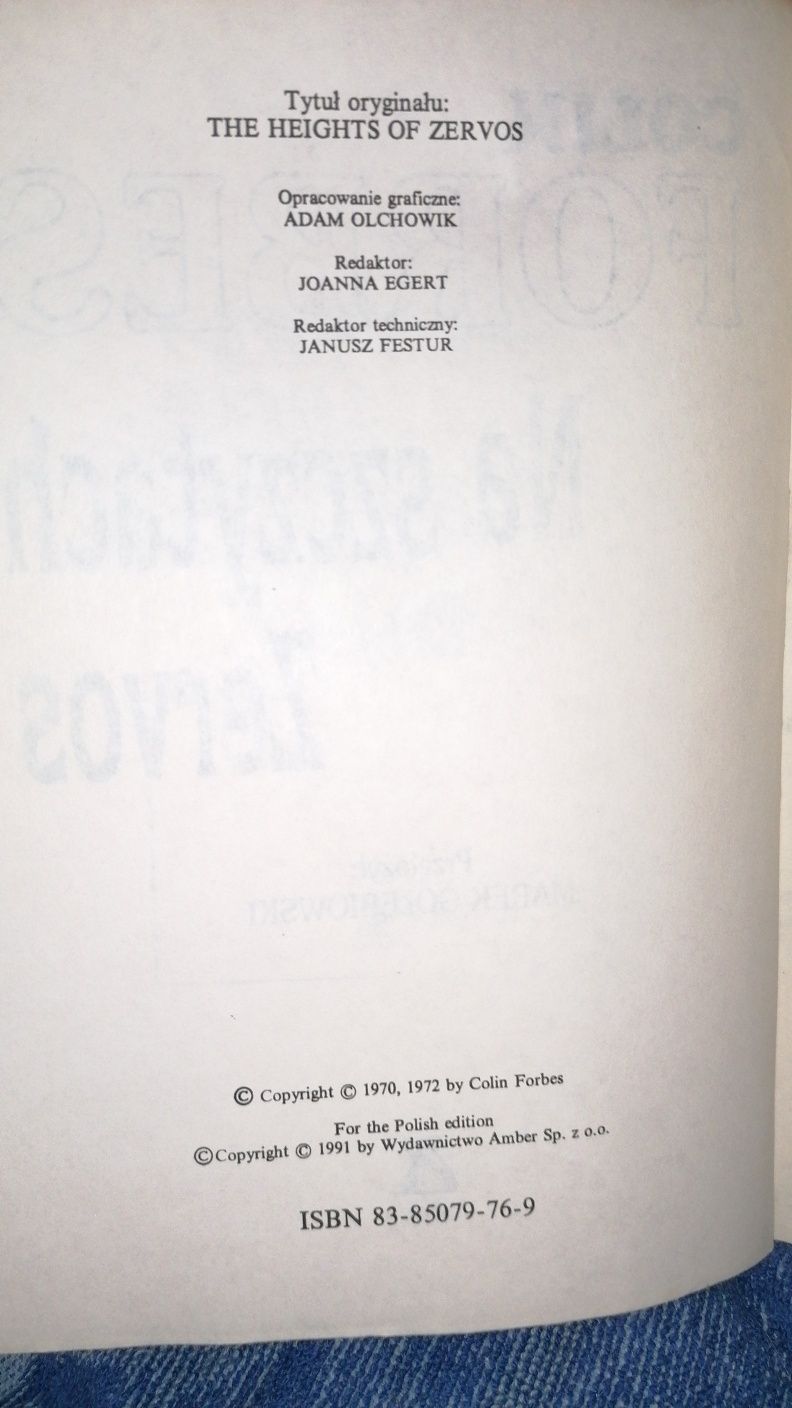 Tytuł oryginału:
THE HEIGHTS OF ZERVOS
Opracowanie graficzne:
ADAM OLCHOWIK
Redaktor:
JOANNA EGERT
Redaktor techniczny:
JANUSZ FESTUR
© Copyright © 1970, 1972 by Colin Forbes
For the Polish edition
©Copyright © 1991 by Wydawnictwo Amber Sp. z o.o.
ISBN 83-85079-76-9